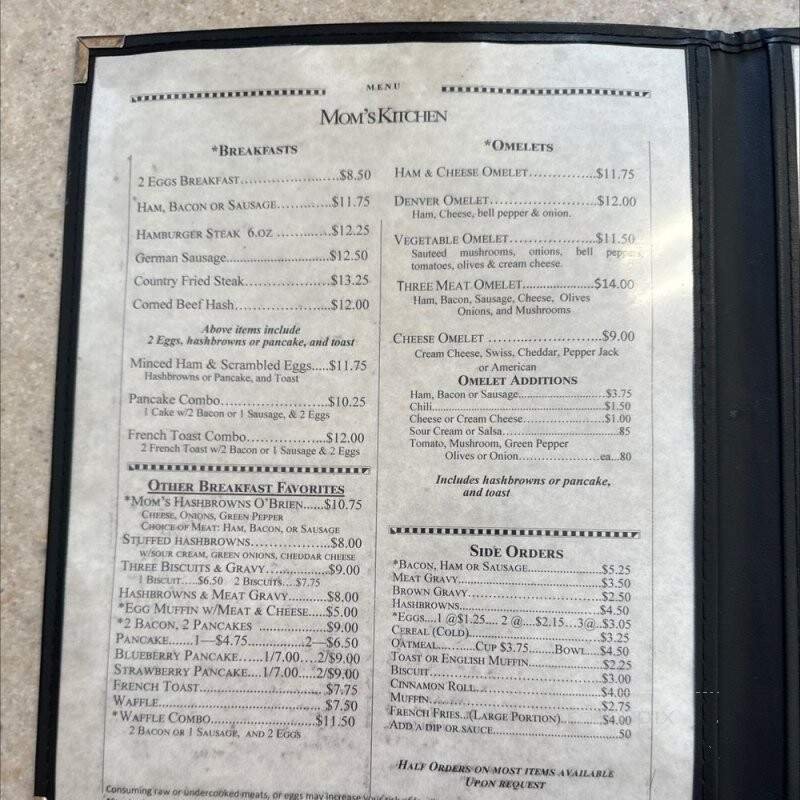 MENU
MOM'S KITCHEN
*BREAKFASTS
2 EGGS BREAKFAST........................$8.50
HAM, BACON OR SAUSAGE.............$11.75
HAMBURGER STEAK 6.OZ ............$12.25
German Sausage...............................$12.50
Country Fried Steak.....................$13.25
Corned Beef Hash.......................$12.00
Above items include
2 Eggs, hashbrowns or pancake, and toast
Minced Ham & Scrambled Eggs.....$11.75
Hashbrowns or Pancake, and Toast
Pancake Combo..........................$10.25
1 Cake w/2 Bacon or 1 Sausage, & 2 Eggs
French Toast Combo....................$12.00
2 French Toast w/2 Bacon or 1 Sausage & 2 Eggs
OTHER BREAKFAST FAVORITES
*MOM'S HASHBROWNS O'BRIEN.....$10.75
CHEESE, ONIONS, GREEN PEPPER
CHOICE OF MEAT: HAM, BACON, OR SAUSAGE
STUFFED HASHBROWNS....................$8.00
W/SOUR CREAM, GREEN ONIONS, CHEDDAR CHEESE
THREE BISCUITS & GRAVY.................$9.00
1 BISCUIT.....$6.50 2 BISCUITS....$7.75
HASHBROWNS & MEAT GRAVY..........$8.00
*EGG MUFFIN W/MEAT & CHEESE.....$5.00
*2 BACON, 2 PANCAKES ..................$9.00
PANCAKE.......1—$4.75.................2—$6.50
BLUEBERRY PANCAKE......1/7.00....2/$9.00
STRAWBERRY PANCAKE....1/7.00....2/$9.00
FRENCH TOAST..................................$7.75
WAFFLE............................................$7.50
*WAFFLE COMBO.............................$11.50
2 BACON OR 1 SAUSAGE, AND 2 EGGS
Consuming raw or undercooked meats, or eggs may increase your
*OMELETS
HAM & CHEESE OMELET...............$11.75
DENVER OMELET........................$12.00
Ham, Cheese, bell pepper & onion.
VEGETABLE OMELET.....................$11.50
Sauteed mushrooms, onions, bell peppers,
tomatoes, olives & cream cheese.
THREE MEAT OMELET....................$14.00
Ham, Bacon, Sausage, Cheese, Olives
Onions, and Mushrooms
CHEESE OMELET .........................$9.00
Cream Cheese, Swiss, Cheddar, Pepper Jack
or American
OMELET ADDITIONS
Ham, Bacon or Sausage..........................$3.75
Chili....................................................$1.50
Cheese or Cream Cheese........................$1.00
Sour Cream or Salsa.................................85
Tomato, Mushroom, Green Pepper
Olives or Onion........................ea...80
Includes hashbrowns or pancake,
and toast
SIDE ORDERS
*BACON, HAM OR SAUSAGE......................$5.25
MEAT GRAVY..........................................$3.50
BROWN GRAVY.......................................$2.50
HASHBROWNS.........................................$4.50
*EGGS....1 @$1.25.... 2 @....$2.15...3@..$3.05
CEREAL (COLD)......................................$3.25
OATMEAL...........CUP $3.75........BOWL...$4.50
TOAST OR ENGLISH MUFFIN....................$2.25
BISCUIT.................................................$3.00
CINNAMON ROLL...................................$4.00
MUFFIN.................................................$2.75
FRENCH FRIES...(LARGE PORTION)...........$4.00
ADD A DIP OR SAUCE.................................50
HALF ORDERS ON MOST ITEMS AVAILABLE
UPON REQUEST